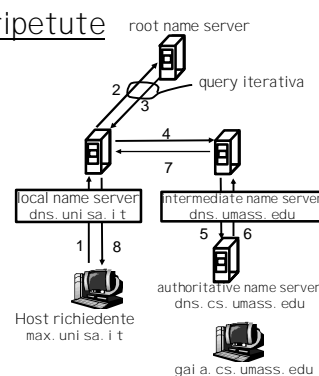 ripetute
root name server
2
3
query iterativa
4
7
local name server
dns.unisa.it
intermediate name server
dns.umass.edu
1
8
5
6
authoritative name server
dns.cs.umass.edu
Host richiedente
max.unisa.it
gaia.cs.umass.edu